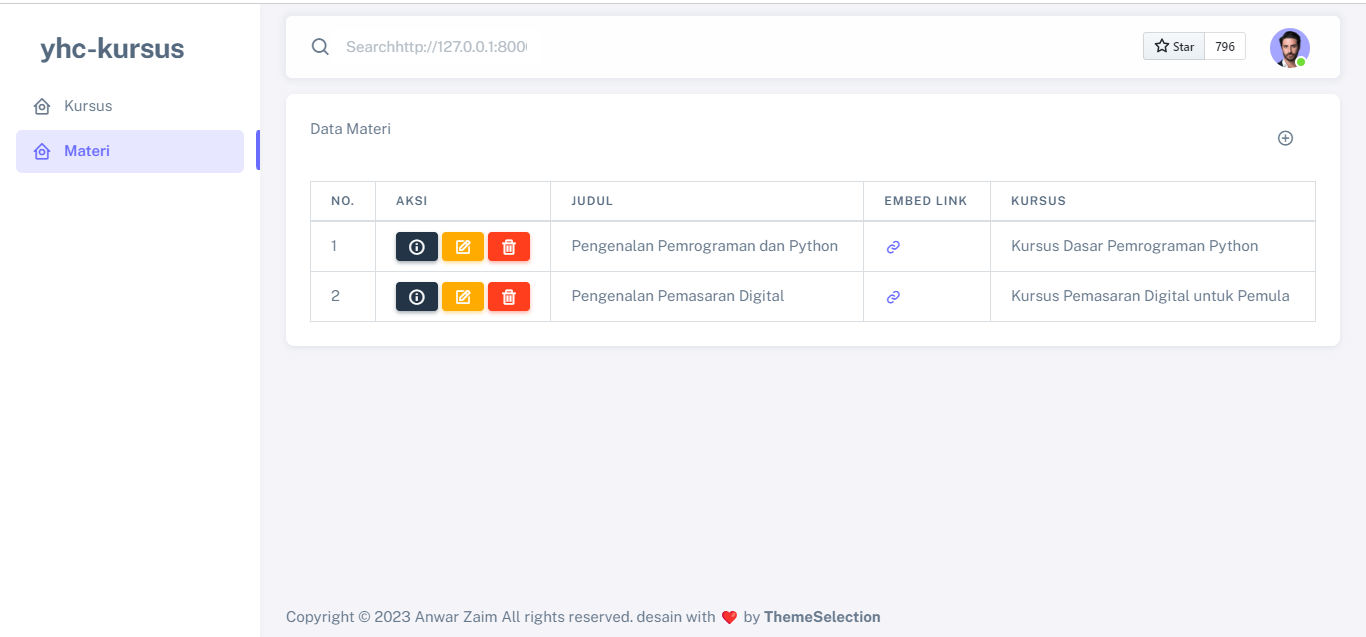 yhc-kursus
Kursus
Materi
Searchhttp://127.0.0.1:800
Star 796
Data Materi
NO. AKSI JUDUL EMBED LINK KURSUS
1 Pengenalan Pemrograman dan Python Kursus Dasar Pemrograman Python
2 Pengenalan Pemasaran Digital Kursus Pemasaran Digital untuk Pemula
Copyright © 2023 Anwar Zaim All rights reserved. desain with ❤️ by ThemeSelection